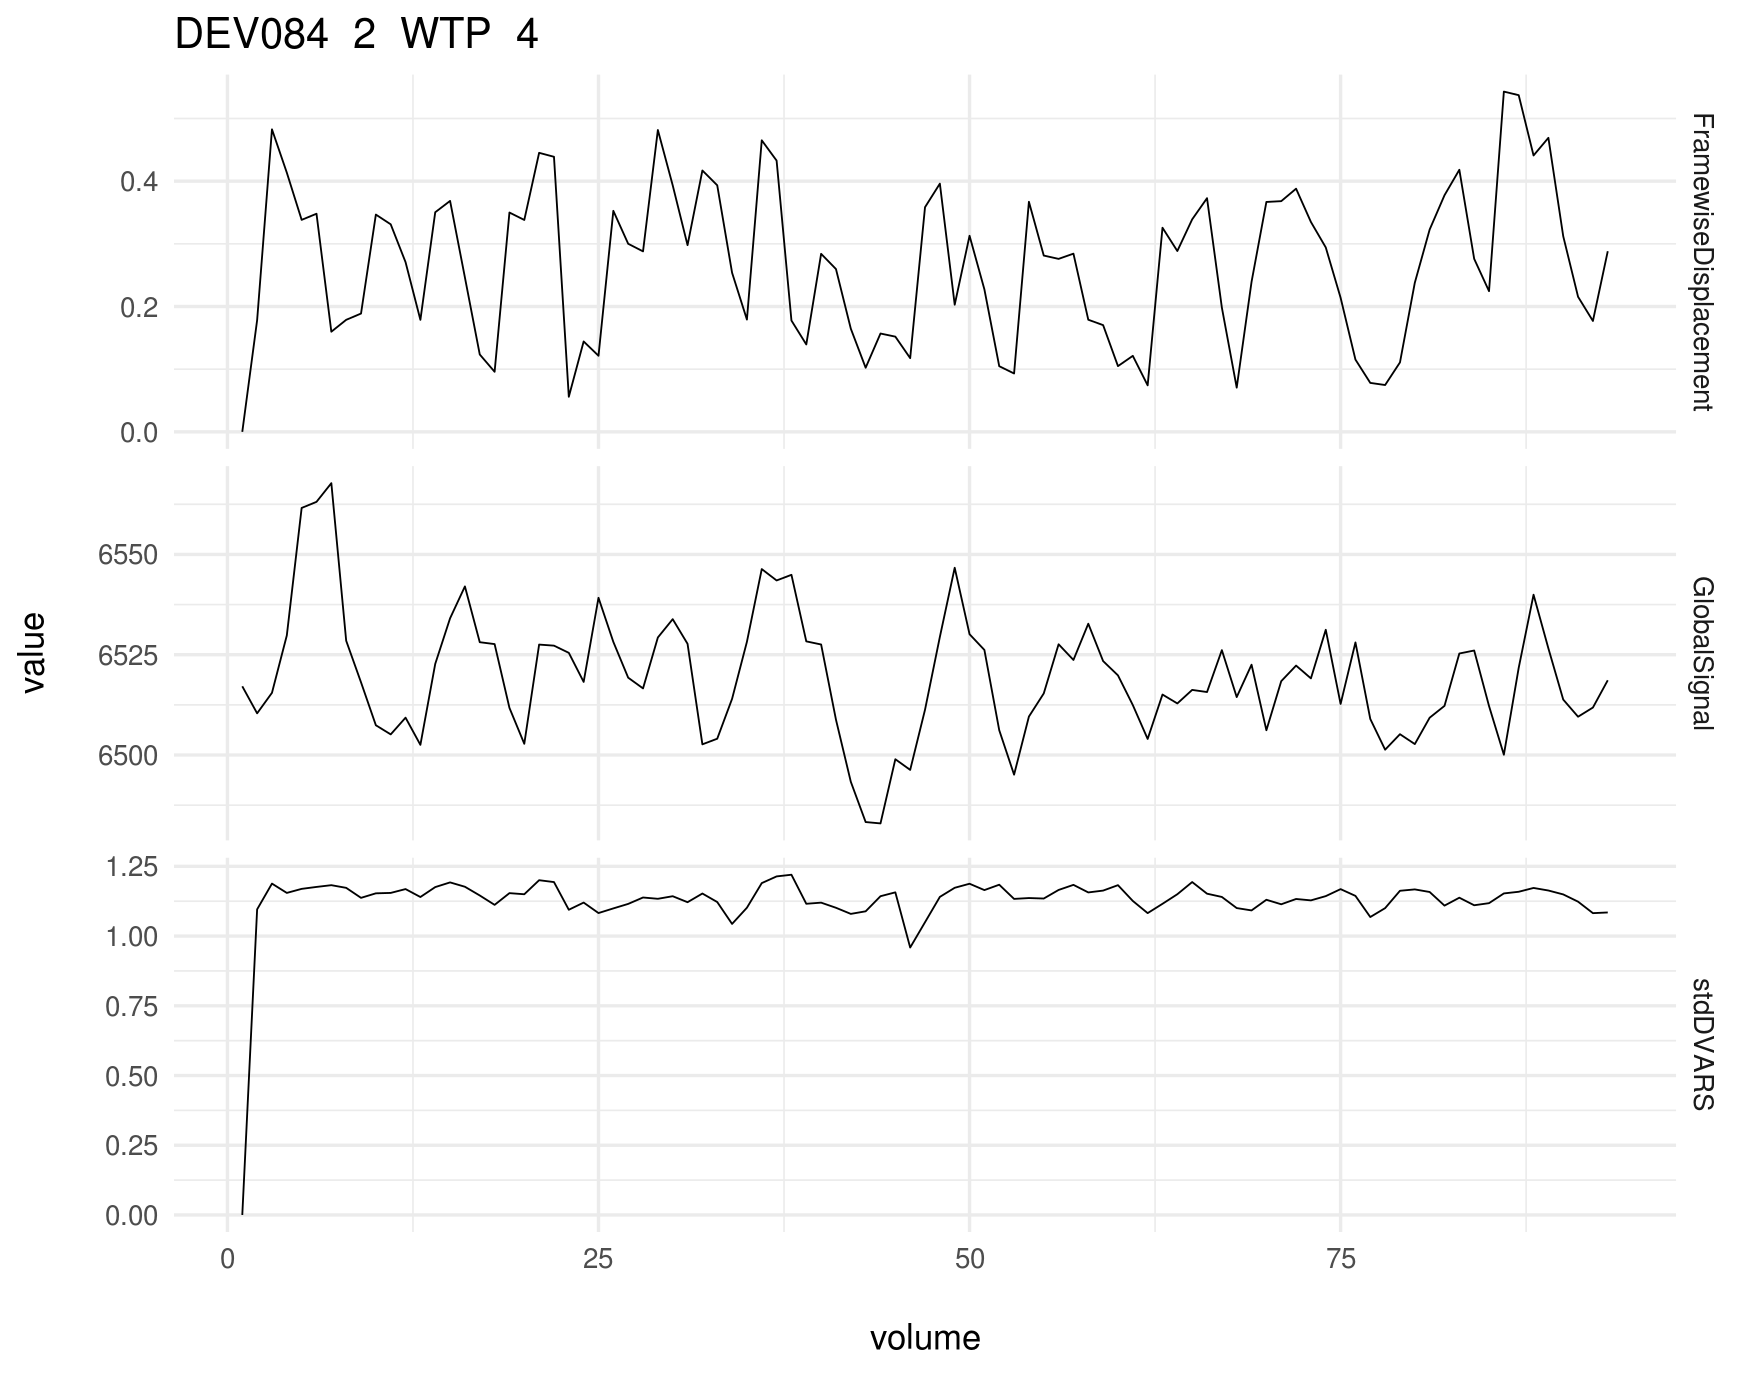 DEV084 2 WTP 4
0.4
0.2
0.0
FramewiseDisplacement
6550
6525
6500
GlobalSignal
1.25
1.00
0.75
0.50
0.25
0.00
stdDVARS
value
0 25 50 75
volume